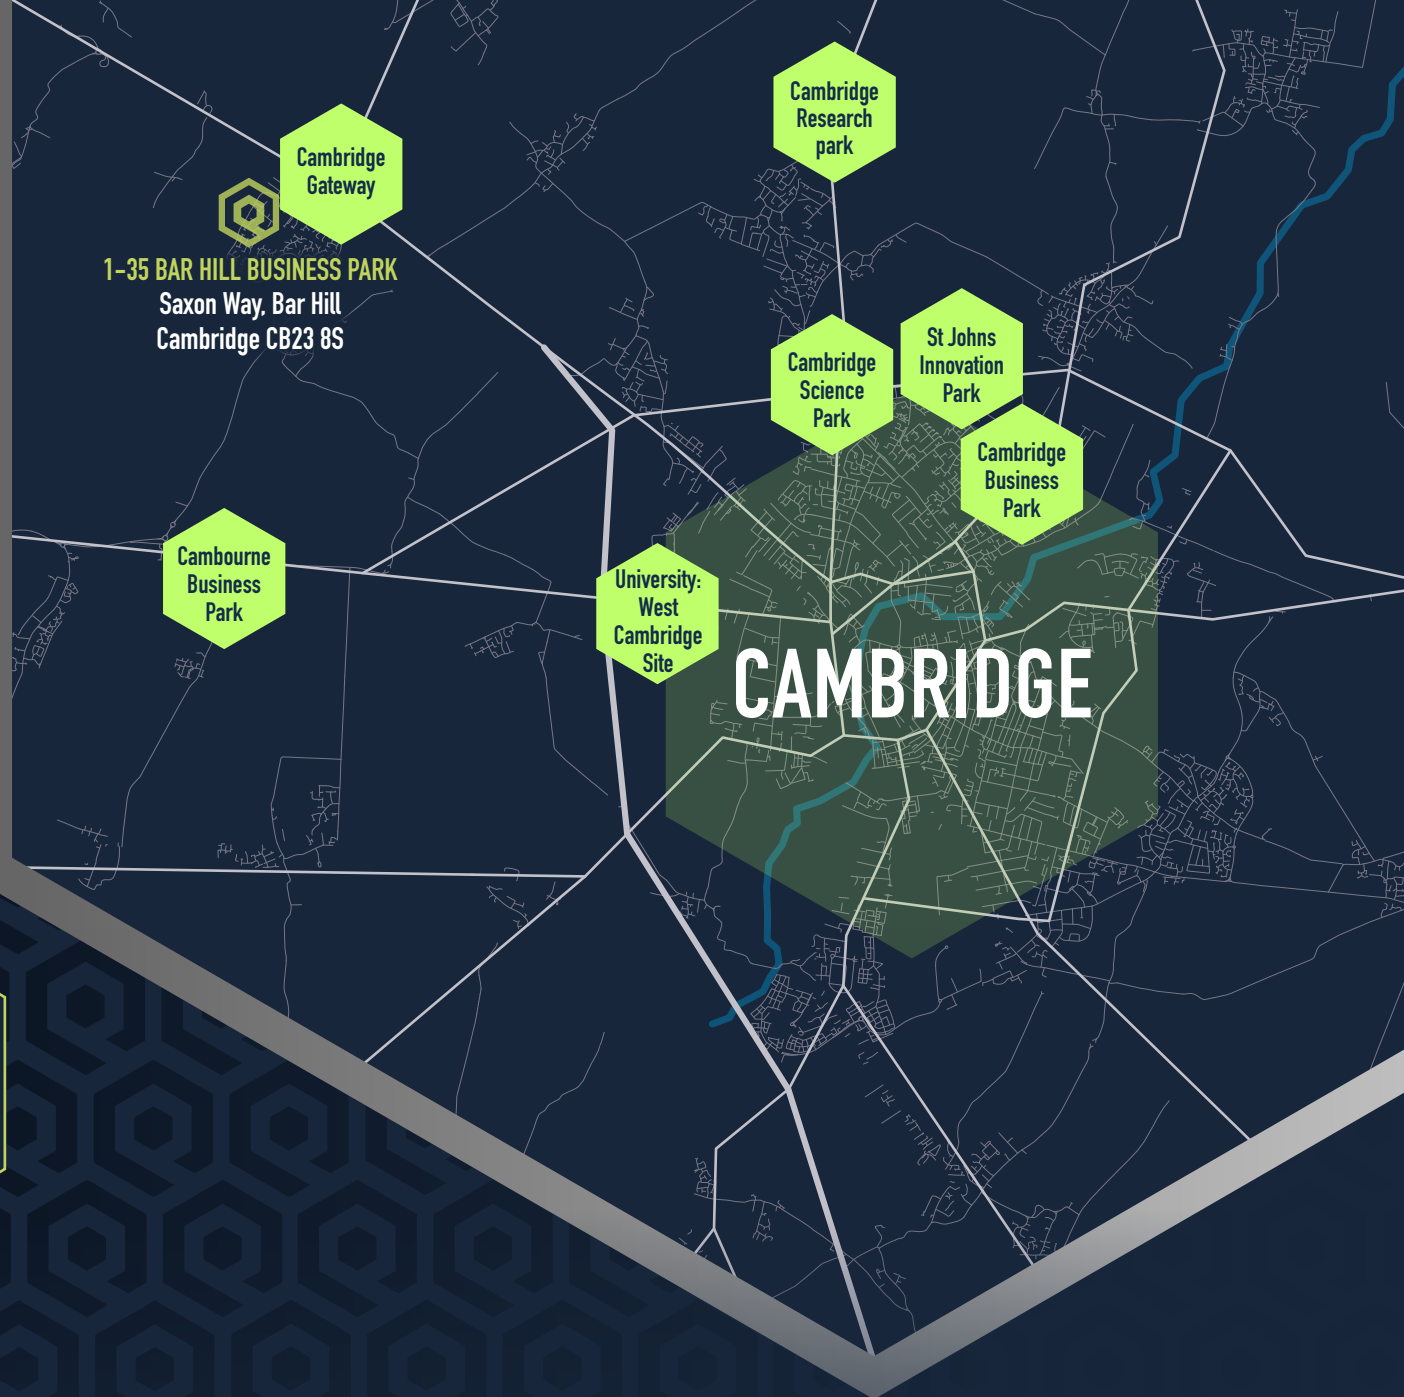 Cambridge
Research
park
Cambridge
Gateway
1-35 BAR HILL BUSINESS PARK
Saxon Way, Bar Hill
Cambridge CB23 8S
St Johns
Innovation
Park
Cambridge
Science
Park
Cambridge
Business
Park
Cambourne
Business
Park
University:
West
Cambridge
Site
CAMBRIDGE